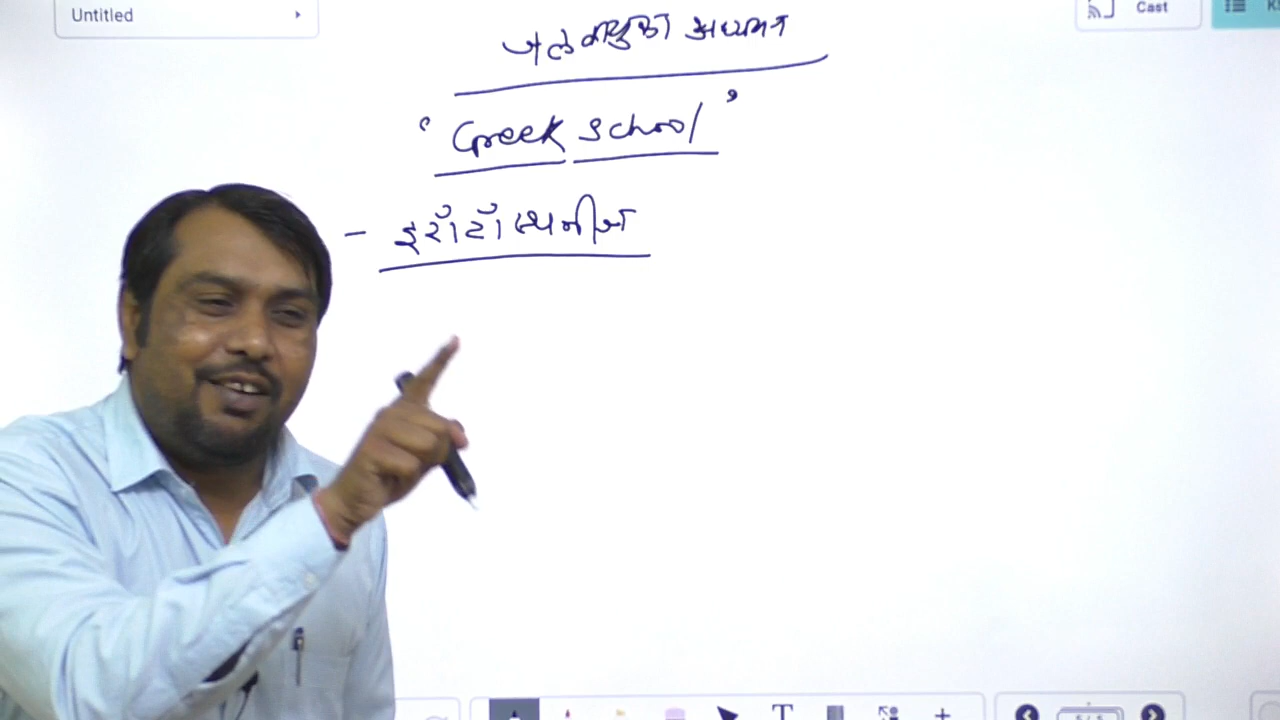 Untitled
Cast
जलवायु का अध्ययन
' Greek school '
- इरॉटॉस्थनीज
T